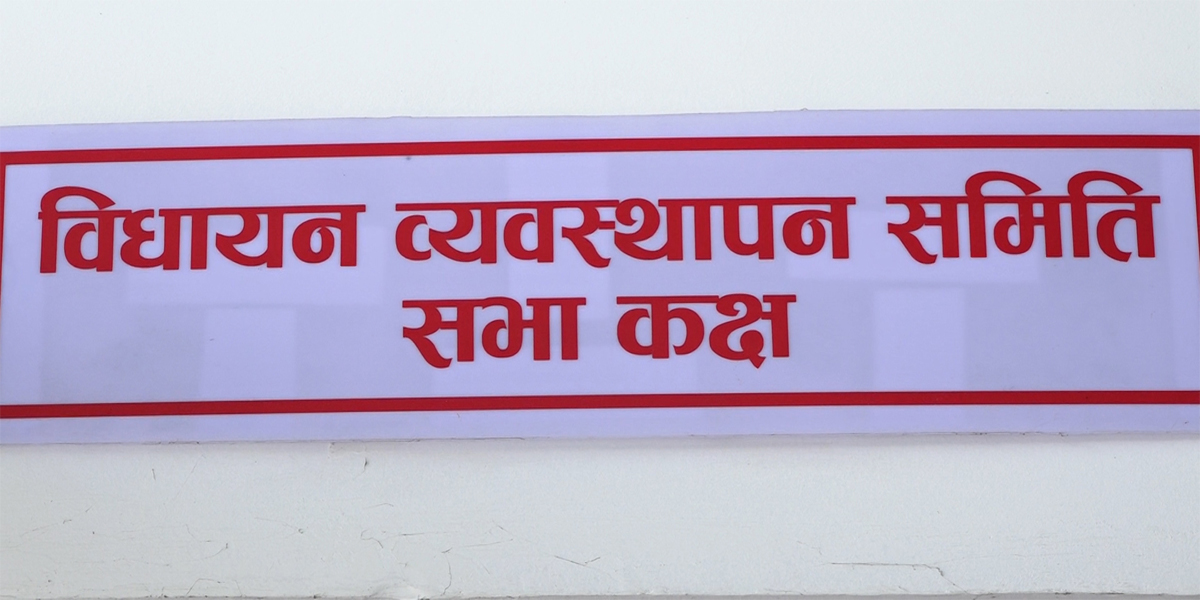 विधायन व्यवस्थापन समिति
सभा कक्ष